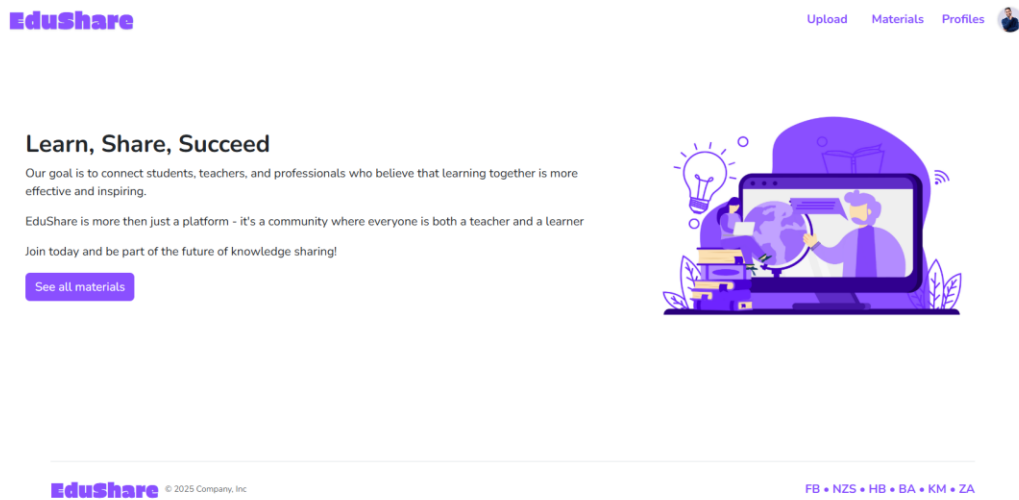 EduShare
Upload Materials Profiles
Learn, Share, Succeed
Our goal is to connect students, teachers, and professionals who believe that learning together is more
effective and inspiring.
EduShare is more then just a platform - it's a community where everyone is both a teacher and a learner
Join today and be part of the future of knowledge sharing!
See all materials
EduShare © 2025 Company, Inc
FB • NZS • HB • BA • KM • ZA